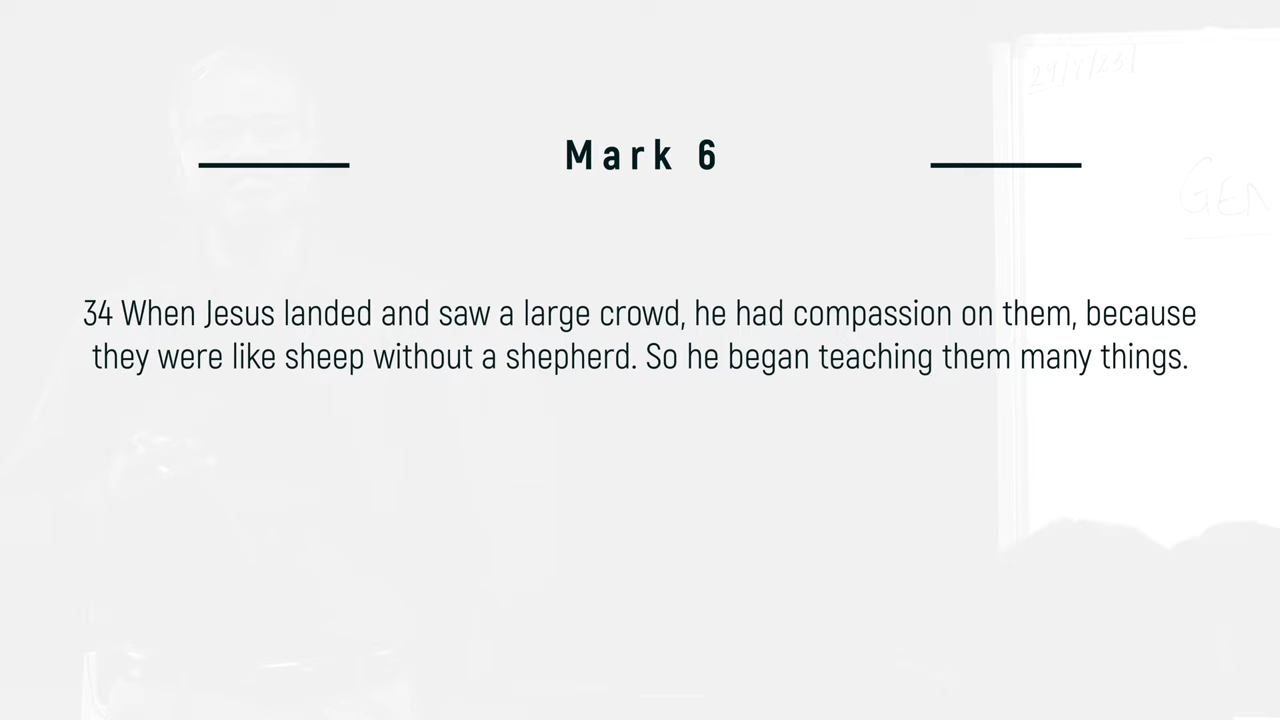 Mark 6
34 When Jesus landed and saw a large crowd, he had compassion on them, because
they were like sheep without a shepherd. So he began teaching them many things.
GEN